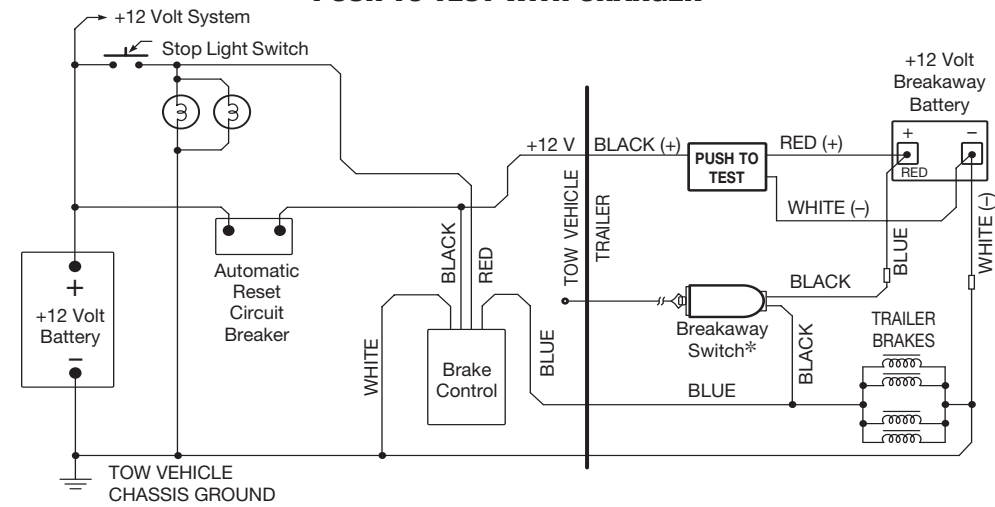 PUSH TO TEST WITH CHARGER
+12 Volt System
Stop Light Switch
+12 Volt
Breakaway
Battery
+ −
RED
+12 V
BLACK (+)
PUSH TO
TEST
RED (+)
WHITE (–)
TOW VEHICLE
TRAILER
BLACK
RED
BLUE
WHITE (–)
Automatic
Reset
Circuit
Breaker
+
+12 Volt
Battery
−
WHITE
Brake
Control
BLUE
BLACK
Breakaway
Switch*
BLACK
TRAILER
BRAKES
BLUE
TOW VEHICLE
CHASSIS GROUND